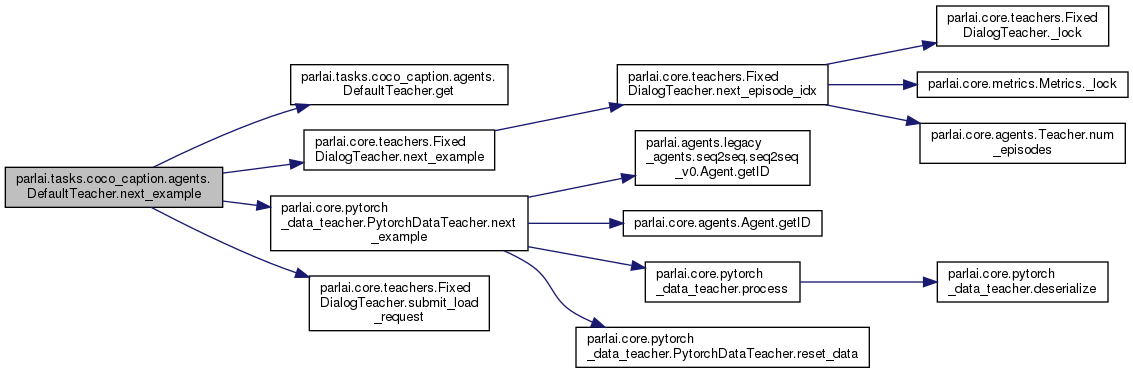 parlai.tasks.coco_caption.agents.
DefaultTeacher.next_example
parlai.tasks.coco_caption.agents.
DefaultTeacher.get
parlai.core.teachers.Fixed
DialogTeacher.next_example
parlai.core.pytorch
_data_teacher.PytorchDataTeacher.next
_example
parlai.core.teachers.Fixed
DialogTeacher.submit_load
_request
parlai.core.teachers.Fixed
DialogTeacher.next_episode_idx
parlai.agents.legacy
_agents.seq2seq.seq2seq
_v0.Agent.getID
parlai.core.agents.Agent.getID
parlai.core.pytorch
_data_teacher.process
parlai.core.pytorch
_data_teacher.PytorchDataTeacher.reset_data
parlai.core.teachers.Fixed
DialogTeacher._lock
parlai.core.metrics.Metrics._lock
parlai.core.agents.Teacher.num
_episodes
parlai.core.pytorch
_data_teacher.deserialize